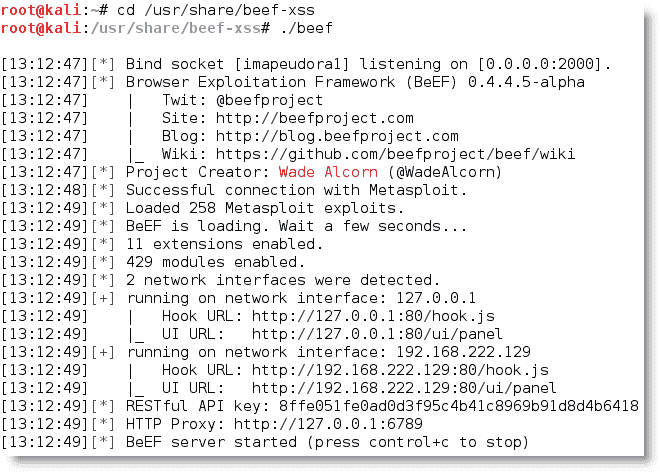 root@kali:~# cd /usr/share/beef-xss
root@kali:/usr/share/beef-xss# ./beef
[13:12:47][*] Bind socket [imapeudora1] listening on [0.0.0.0:2000].
[13:12:47][*] Browser Exploitation Framework (BeEF) 0.4.4.5-alpha
[13:12:47]    |   Twit: @beefproject
[13:12:47]    |   Site: http://beefproject.com
[13:12:47]    |   Blog: http://blog.beefproject.com
[13:12:47]    |_  Wiki: https://github.com/beefproject/beef/wiki
[13:12:47][*] Project Creator: Wade Alcorn (@WadeAlcorn)
[13:12:48][*] Successful connection with Metasploit.
[13:12:49][*] Loaded 258 Metasploit exploits.
[13:12:49][*] BeEF is loading. Wait a few seconds...
[13:12:49][*] 11 extensions enabled.
[13:12:49][*] 429 modules enabled.
[13:12:49][*] 2 network interfaces were detected.
[13:12:49][+] running on network interface: 127.0.0.1
[13:12:49]    |   Hook URL: http://127.0.0.1:80/hook.js
[13:12:49]    |_  UI URL:   http://127.0.0.1:80/ui/panel
[13:12:49][+] running on network interface: 192.168.222.129
[13:12:49]    |   Hook URL: http://192.168.222.129:80/hook.js
[13:12:49]    |_  UI URL:   http://192.168.222.129:80/ui/panel
[13:12:49][*] RESTful API key: 8ffe051fe0ad0d3f95c4b41c8969b91d8d4b6418
[13:12:49][*] HTTP Proxy: http://127.0.0.1:6789
[13:12:49][*] BeEF server started (press control+c to stop)